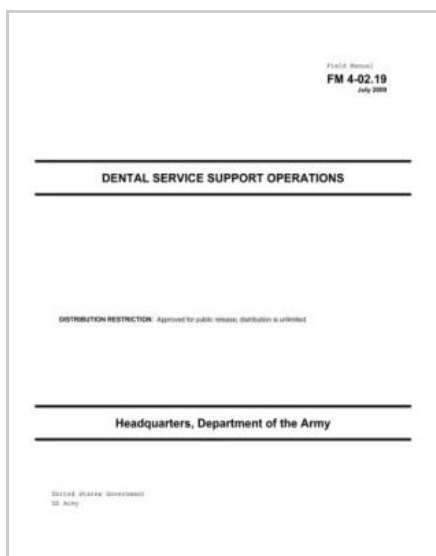 Field Manual
FM 4-02.19
July 2009
DENTAL SERVICE SUPPORT OPERATIONS
DISTRIBUTION RESTRICTION: Approved for public release; distribution is unlimited.
Headquarters, Department of the Army
United States Government
US Army